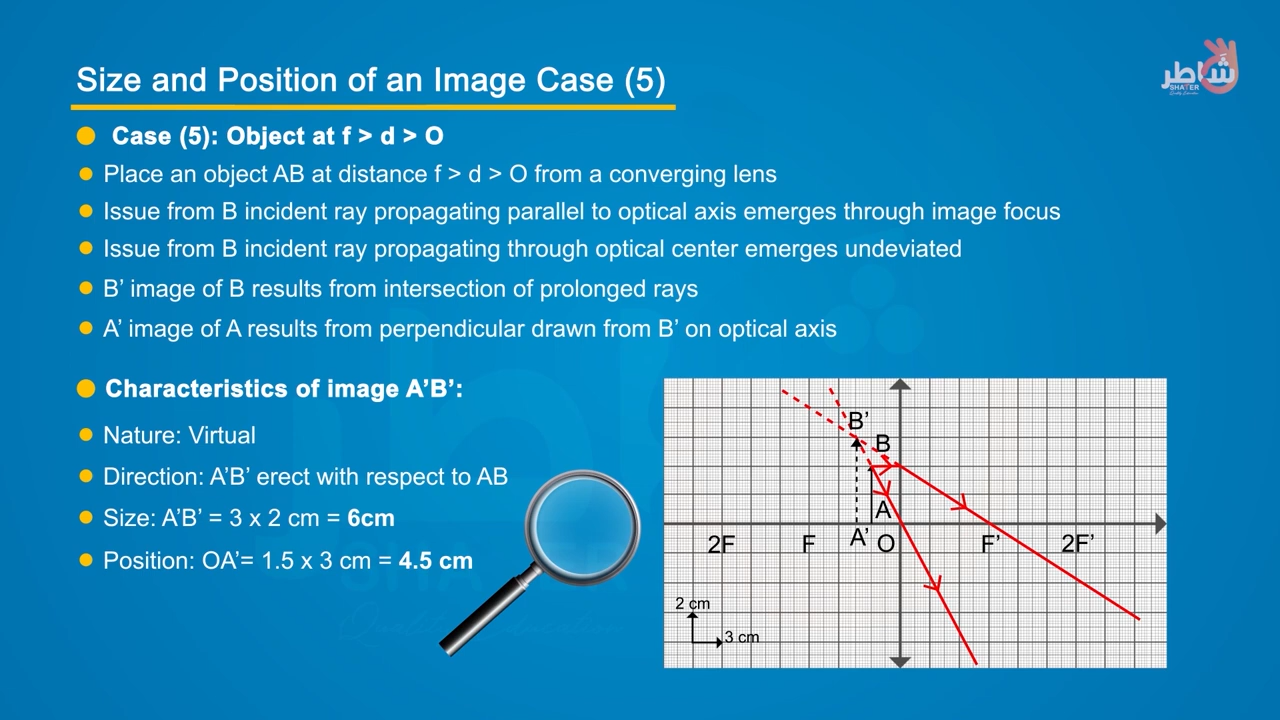 Size and Position of an Image Case (5)
شاطر
SHATER
Case (5): Object at f > d > O
Place an object AB at distance f > d > O from a converging lens
Issue from B incident ray propagating parallel to optical axis emerges through image focus
Issue from B incident ray propagating through optical center emerges undeviated
B’ image of B results from intersection of prolonged rays
A’ image of A results from perpendicular drawn from B’ on optical axis
Characteristics of image A’B’:
Nature: Virtual
Direction: A’B’ erect with respect to AB
Size: A’B’ = 3 x 2 cm = 6cm
Position: OA’= 1.5 x 3 cm = 4.5 cm
B’
B
A
2F F A’ O F’ 2F’
2 cm
3 cm